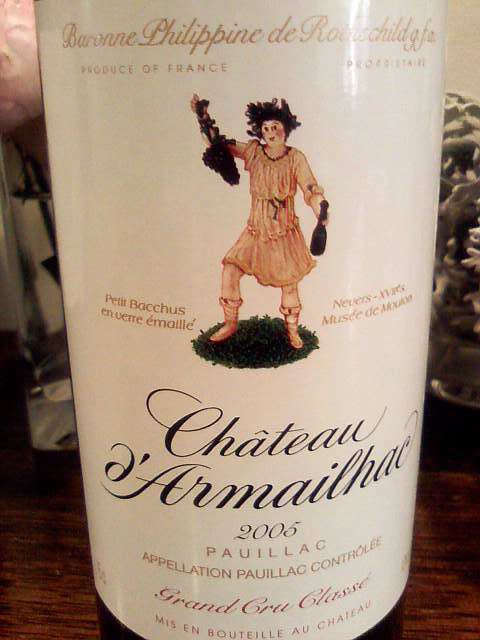 Baronne Philippine de Rothschild g.f.a.
PRODUCE OF FRANCE
PROPRIETAIRE
Petit Bacchus
en verre émaillé
Nevers - XVIIes
Musée de Mouton
Château
d'Armailhac
2005
PAUILLAC
APPELLATION PAUILLAC CONTRÔLÉE
Grand Cru Classé
MIS EN BOUTEILLE AU CHATEAU